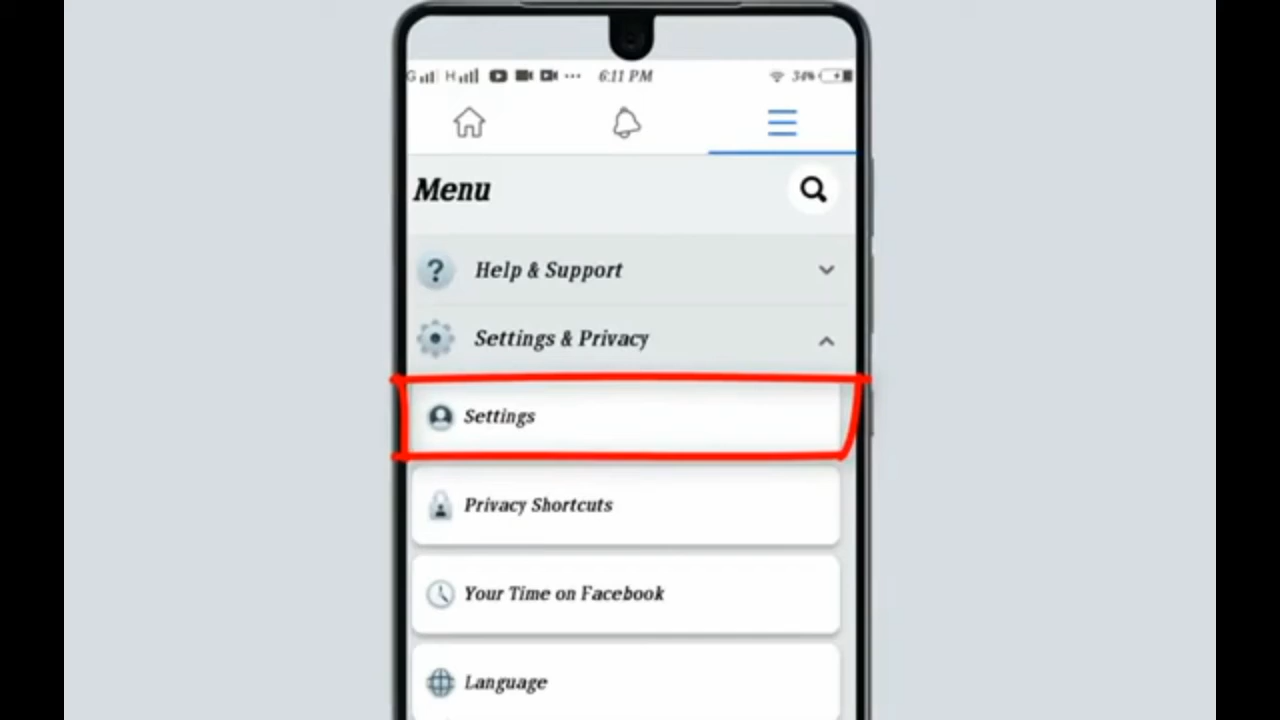 G H 6:11 PM 34%
Menu
Help & Support
Settings & Privacy
Settings
Privacy Shortcuts
Your Time on Facebook
Language